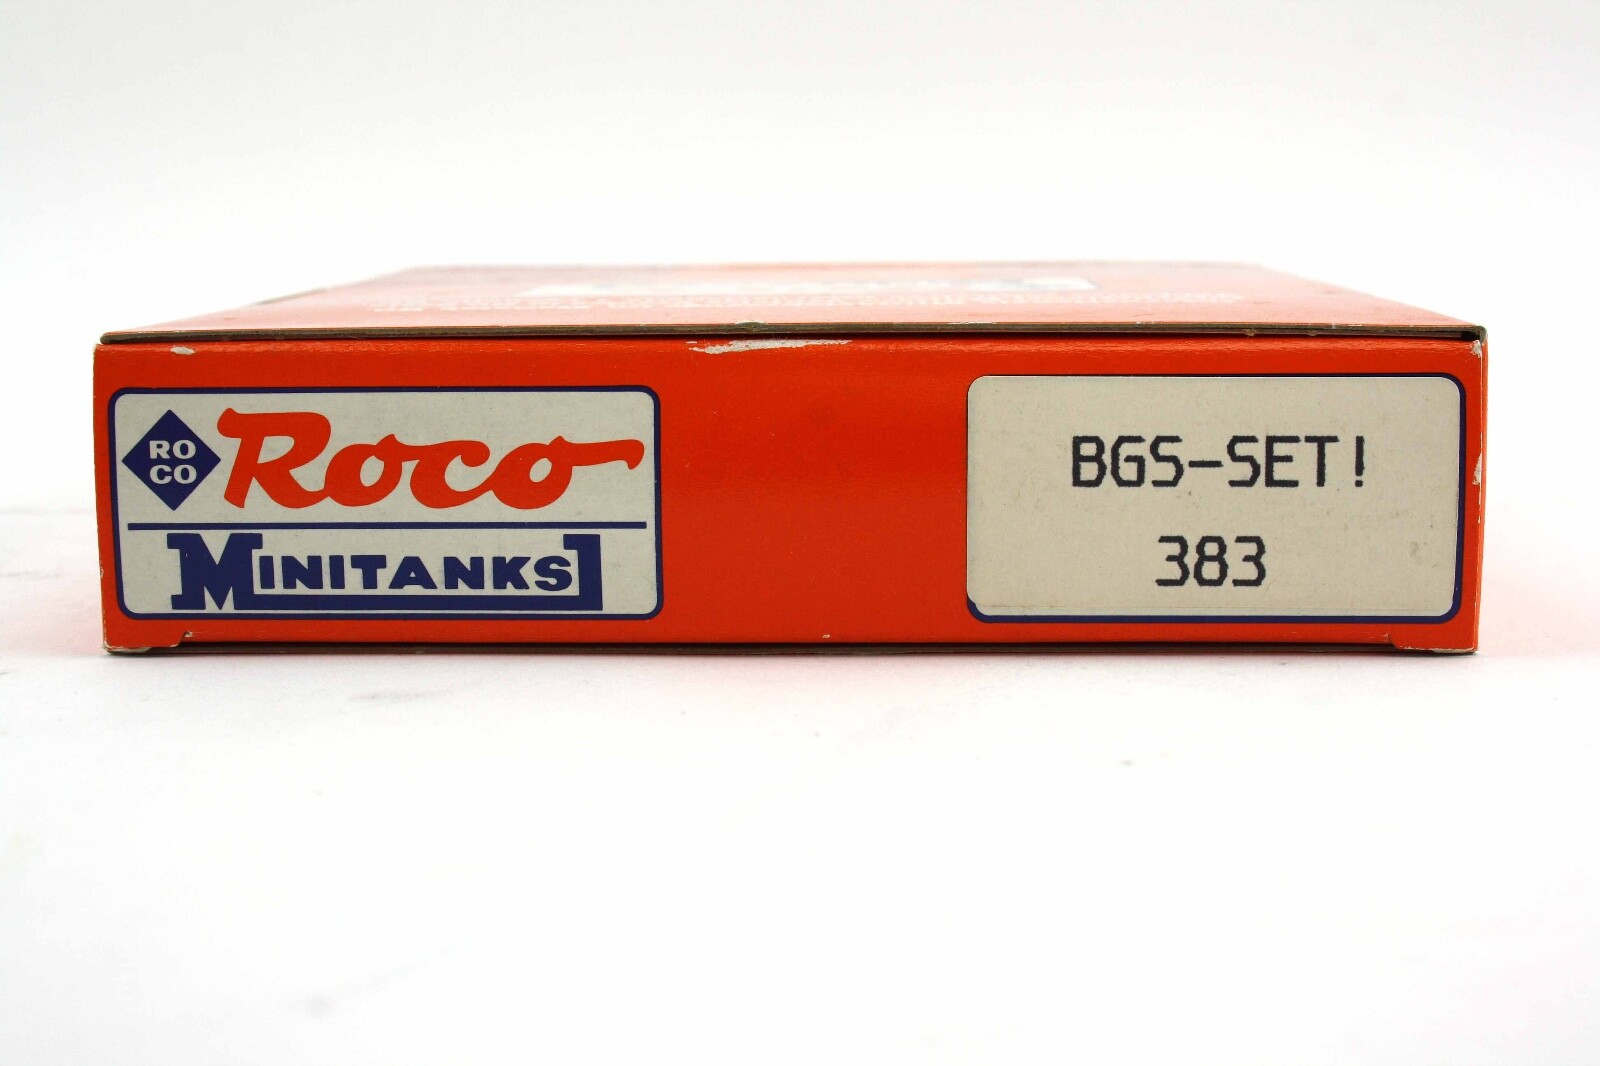 RO
CO
Roco
MINITANKS
BGS-SET!
383